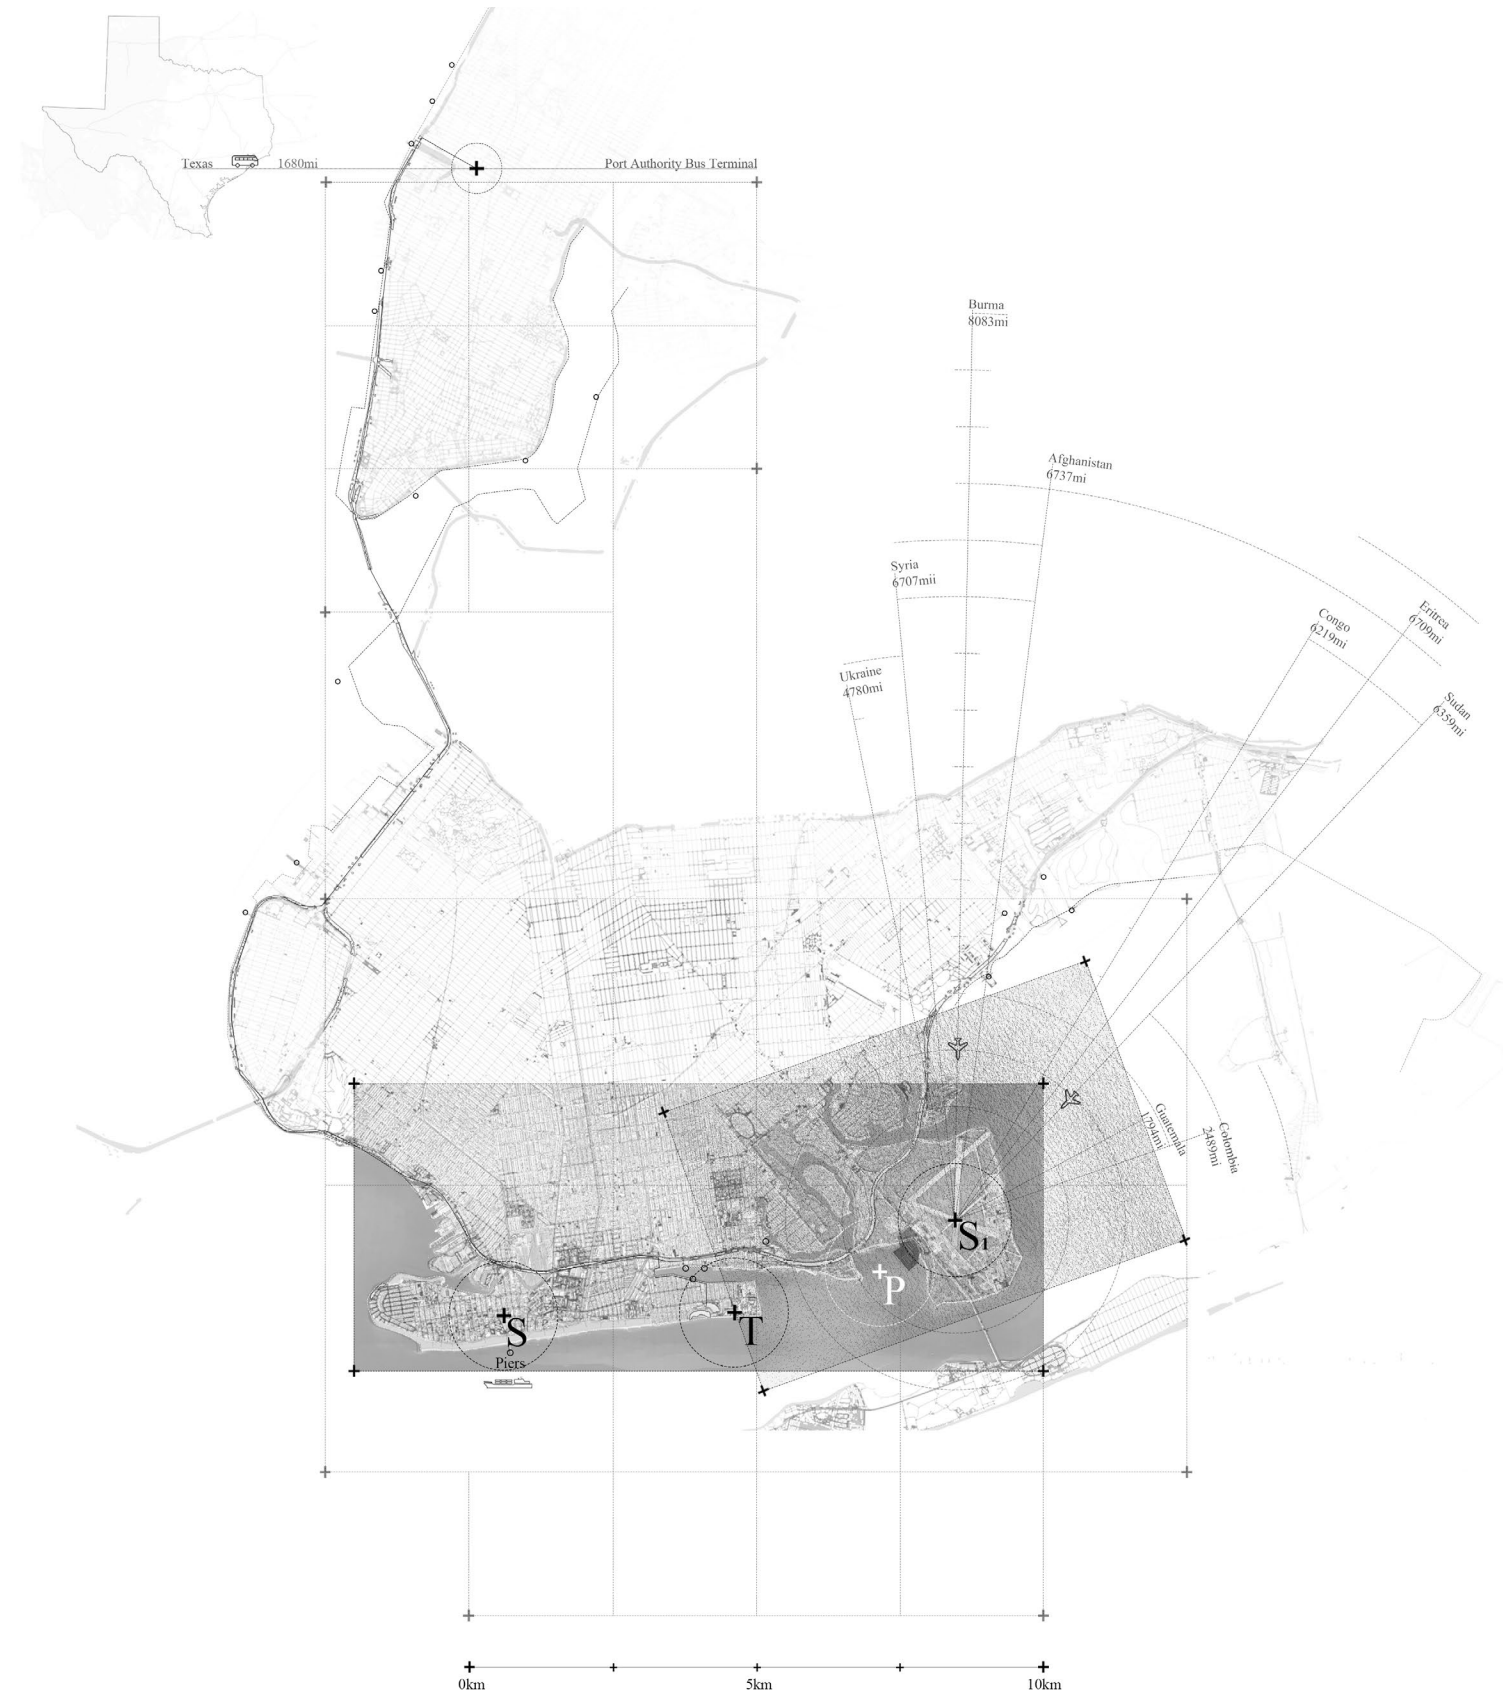 Texas
1680mi
Port Authority Bus Terminal
Burma
8083mi
Afghanistan
6737mi
Syria
6707mii
Ukraine
4780mi
Congo
6219mi
Eritrea
6709mi
Sudan
6359mi
Guatemala
1794mi
Colombia
2489mi
S1
P
T
S
Piers
0km
5km
10km